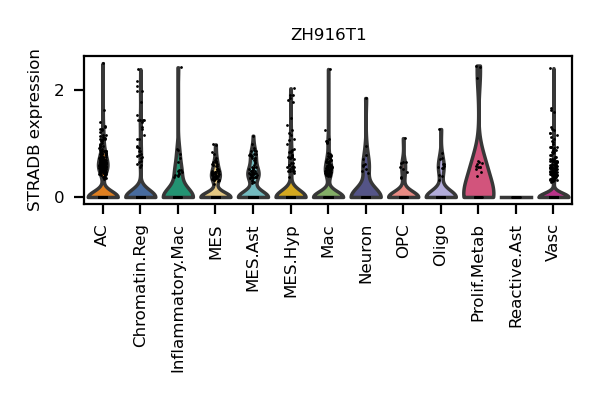 ZH916T1
STRADB expression
2
0
AC
Chromatin.Reg
Inflammatory.Mac
MES
MES.Ast
MES.Hyp
Mac
Neuron
OPC
Oligo
Prolif.Metab
Reactive.Ast
Vasc